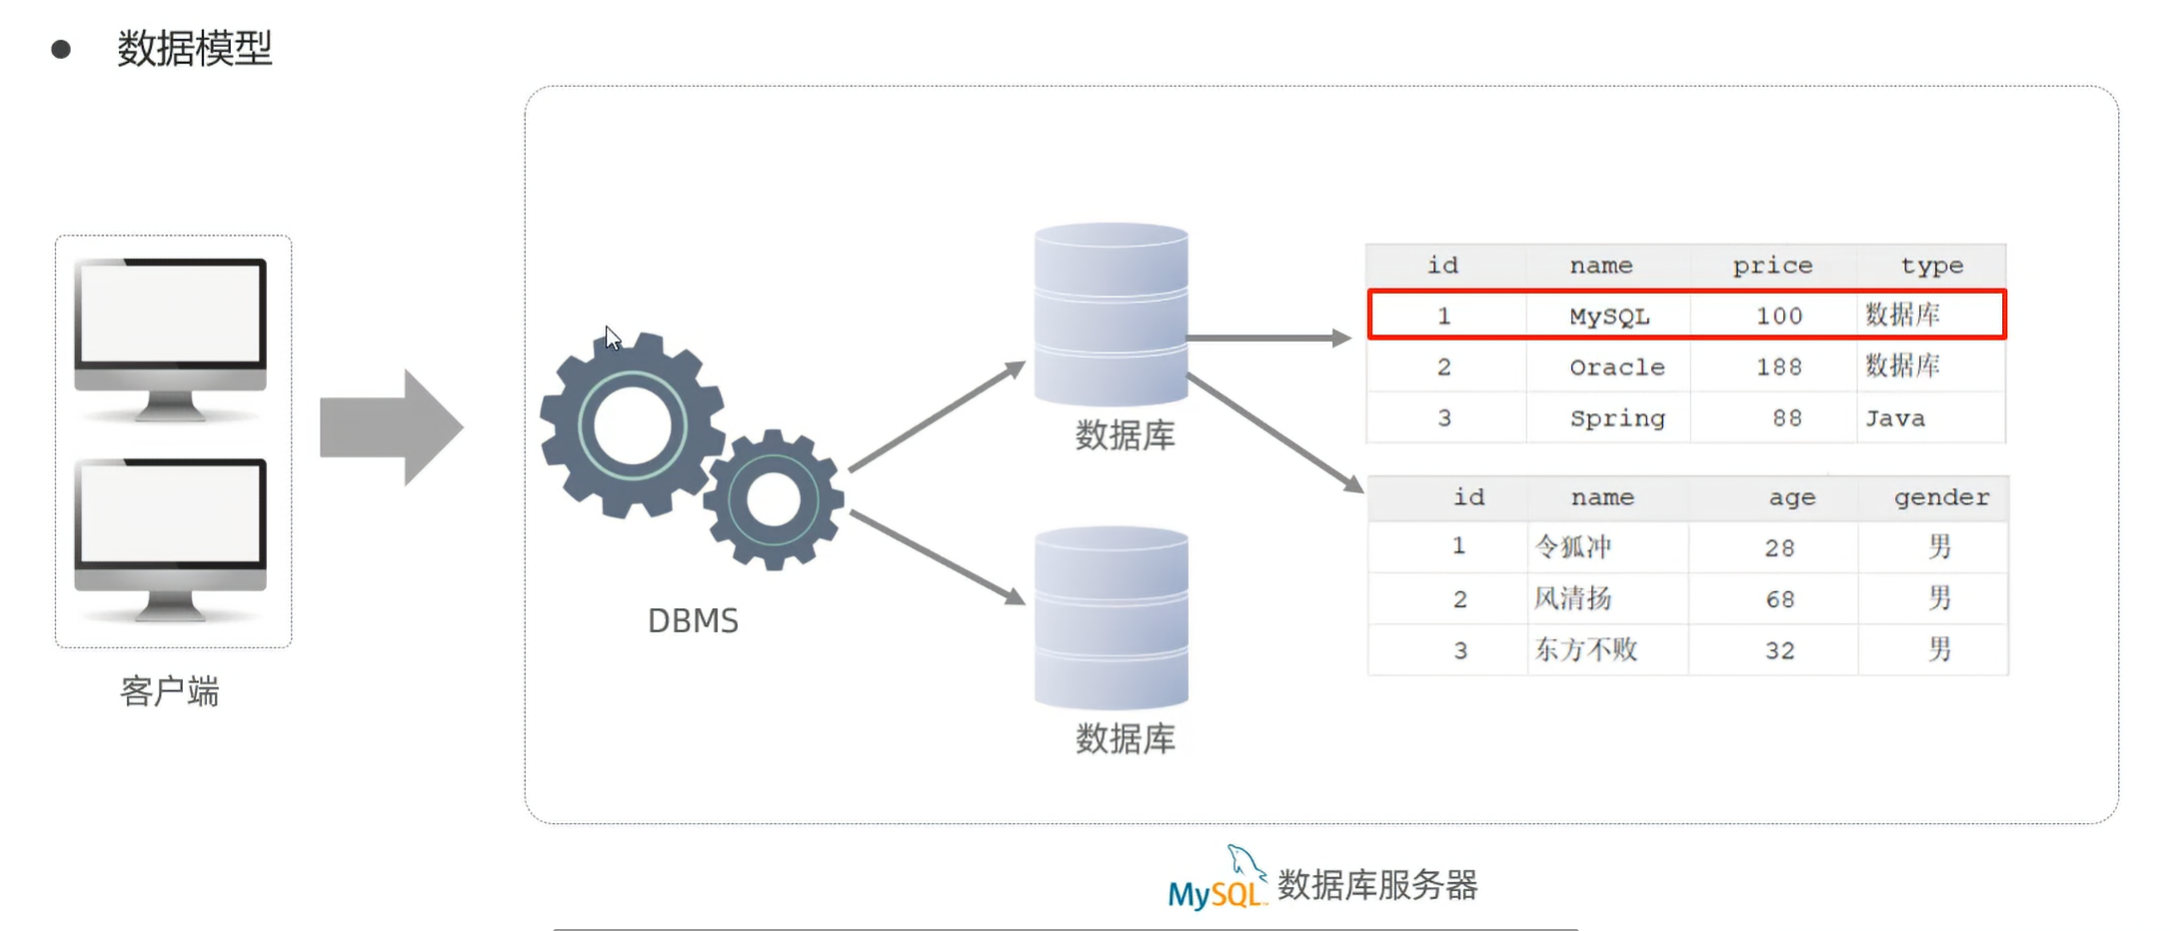 数据模型
客户端
DBMS
数据库
数据库
id name price type
1 MySQL 100 数据库
2 Oracle 188 数据库
3 Spring 88 Java
id name age gender
1 令狐冲 28 男
2 风清扬 68 男
3 东方不败 32 男
MySQL 数据库服务器